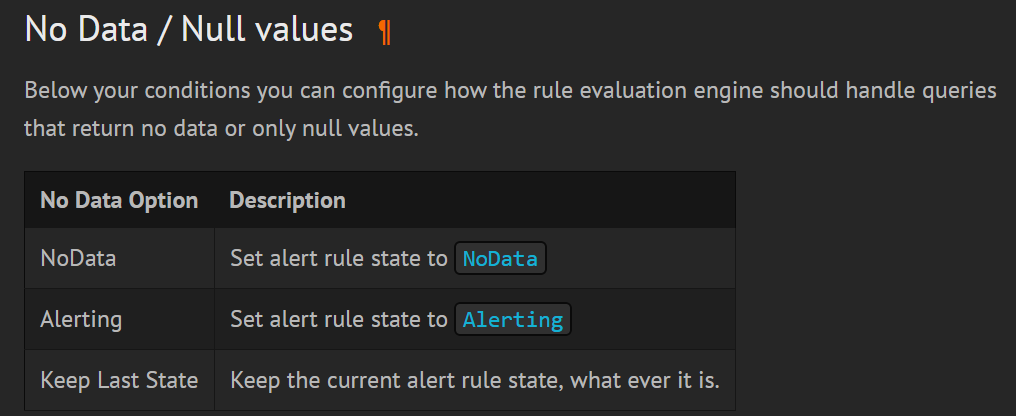 No Data / Null values ¶
Below your conditions you can configure how the rule evaluation engine should handle queries
that return no data or only null values.
No Data Option Description
NoData Set alert rule state to NoData
Alerting Set alert rule state to Alerting
Keep Last State Keep the current alert rule state, what ever it is.